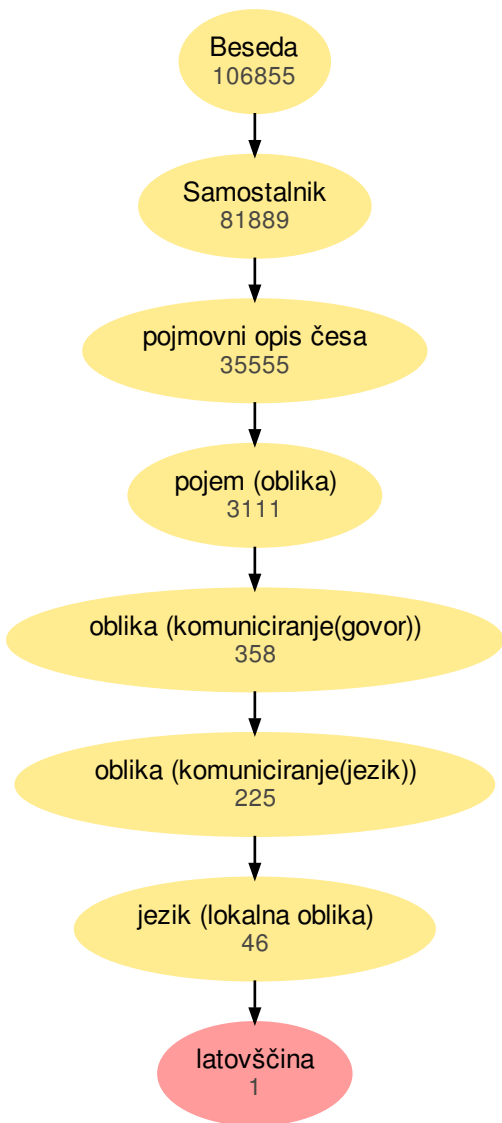 Beseda
106855
Samostalnik
81889
pojmovni opis česa
35555
pojem (oblika)
3111
oblika (komuniciranje(govor))
358
oblika (komuniciranje(jezik))
225
jezik (lokalna oblika)
46
latovščina
1